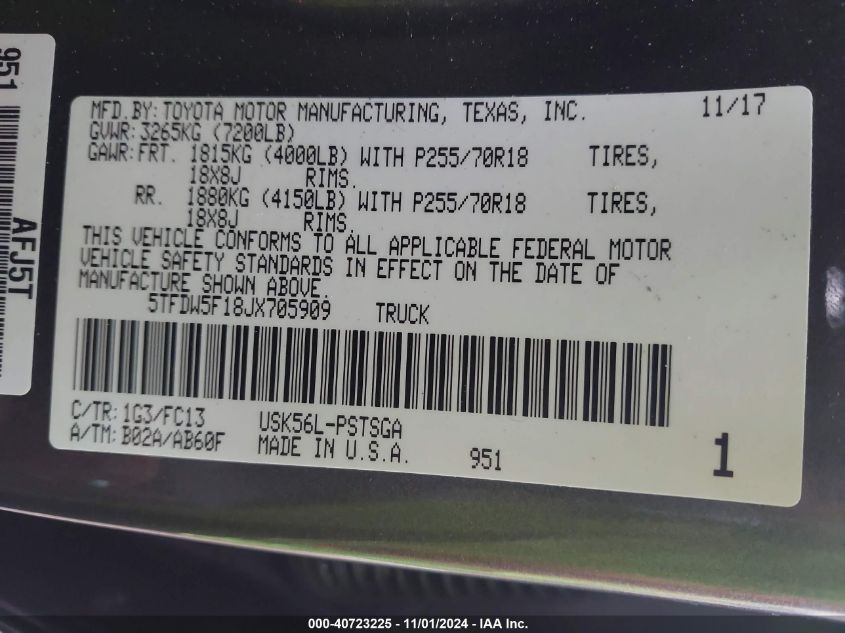 MFD.BY:TOYOTA MOTOR MANUFACTURING, TEXAS, INC. 11/17
GVWR:3265KG (7200LB)
GAWR:FRT. 1815KG (4000LB) WITH P255/70R18 TIRES,
18X8J RIMS.
RR. 1880KG (4150LB) WITH P255/70R18 TIRES,
18X8J RIMS.
THIS VEHICLE CONFORMS TO ALL APPLICABLE FEDERAL MOTOR
VEHICLE SAFETY STANDARDS IN EFFECT ON THE DATE OF
MANUFACTURE SHOWN ABOVE.
5TFDW5F18JX705909 TRUCK
C/TR:1G3/FC13 USK56L-PSTSGA
A/TM:B02A/AB60F MADE IN U.S.A. 951 1
951
AFJ5T
000-40723225 - 11/01/2024 - IAA Inc.